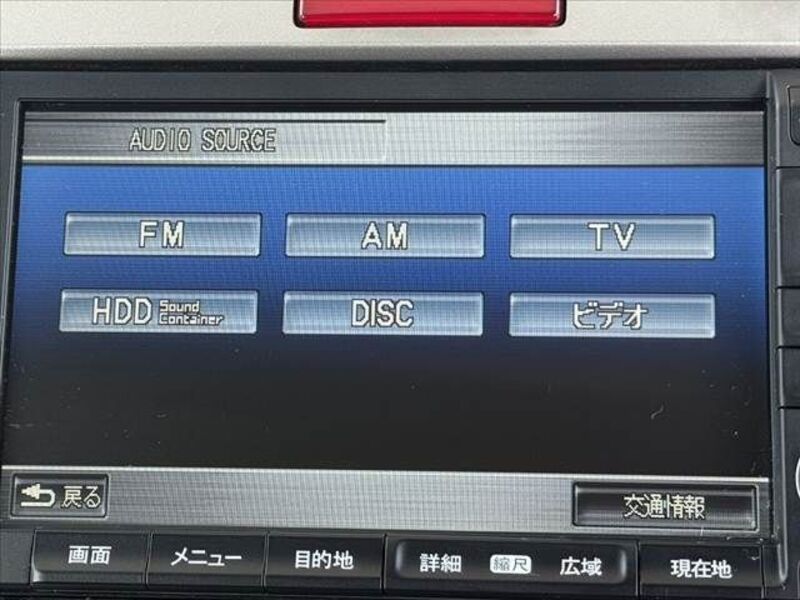 AUDIO SOURCE
FM AM TV
HDD Sound Container DISC ビデオ
戻る 交通情報
画面 メニュー 目的地 詳細 縮尺 広域 現在地